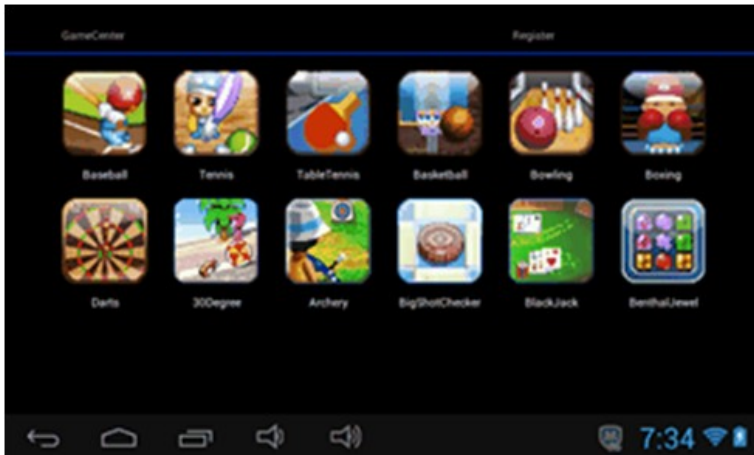 GameCenter Register
Baseball Tennis TableTennis Basketball Bowling Boxing
Darts 30Degree Archery BigShotChecker BlackJack BenthalJewel
7:34